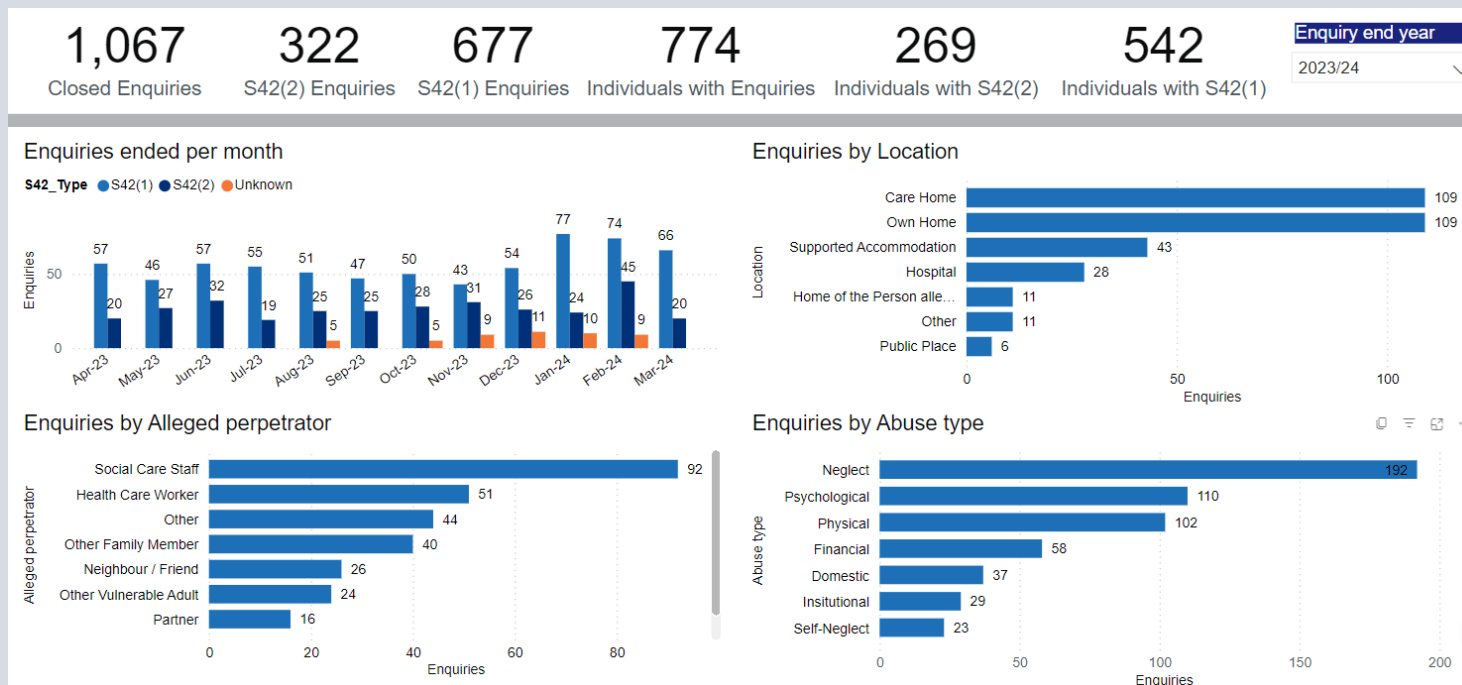 1,067
Closed Enquiries
322
S42(2) Enquiries
677
S42(1) Enquiries
774
Individuals with Enquiries
269
Individuals with S42(2)
542
Individuals with S42(1)
Enquiry end year
2023/24
Enquiries ended per month
S42_Type S42(1) S42(2) Unknown
Enquiries
50
0
57 20
46 27
57 32
55 19
51 25 5
47 25
50 28 5
43 31 9
54 26 11
77 24 10
74 45 9
66 20
Apr-23 May-23 Jun-23 Jul-23 Aug-23 Sep-23 Oct-23 Nov-23 Dec-23 Jan-24 Feb-24 Mar-24
Enquiries by Location
Location
Care Home 109
Own Home 109
Supported Accommodation 43
Hospital 28
Home of the Person alle... 11
Other 11
Public Place 6
0 50 100
Enquiries
Enquiries by Alleged perpetrator
Alleged perpetrator
Social Care Staff 92
Health Care Worker 51
Other 44
Other Family Member 40
Neighbour / Friend 26
Other Vulnerable Adult 24
Partner 16
0 20 40 60 80
Enquiries
Enquiries by Abuse type
Abuse type
Neglect 192
Psychological 110
Physical 102
Financial 58
Domestic 37
Insitutional 29
Self-Neglect 23
0 50 100 150 200
Enquiries